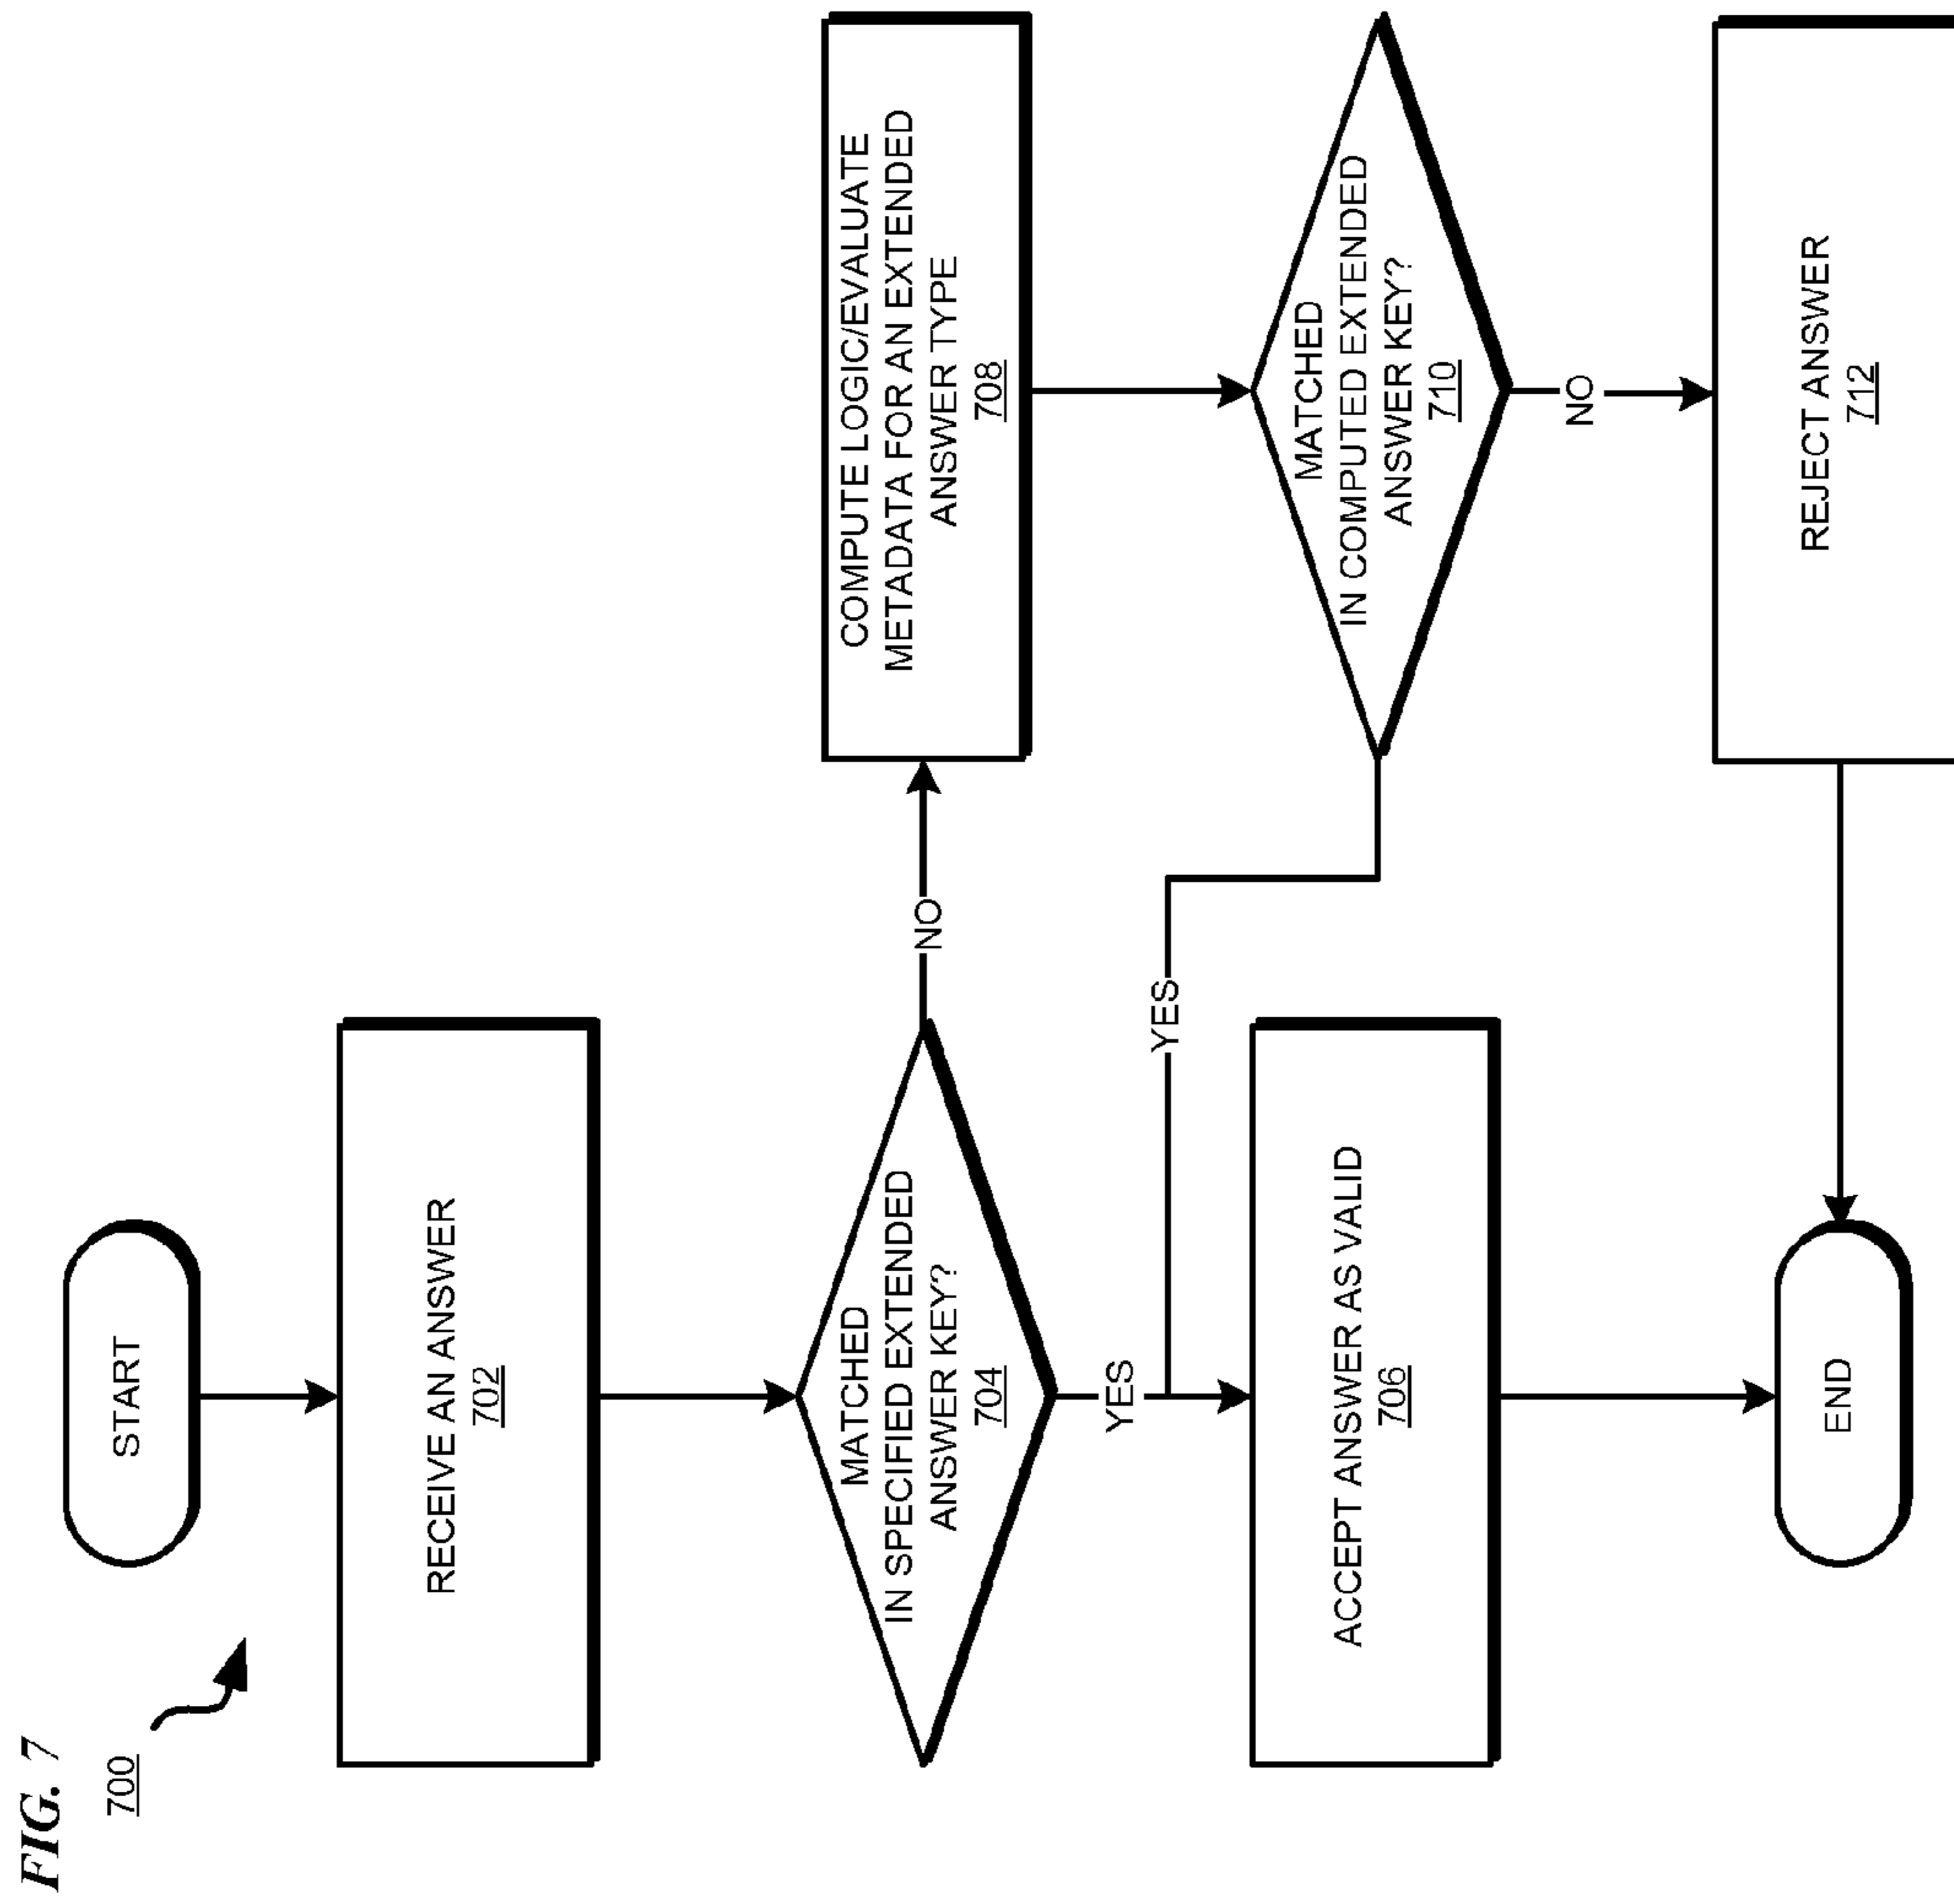 FIG. 7
700
START
RECEIVE AN ANSWER
702
MATCHED
IN SPECIFIED EXTENDED
ANSWER KEY?
704
NO
YES
ACCEPT ANSWER AS VALID
706
END
COMPUTE LOGIC/EVALUATE
METADATA FOR AN EXTENDED
ANSWER TYPE
708
MATCHED
IN COMPUTED EXTENDED
ANSWER KEY?
710
YES
NO
REJECT ANSWER
712